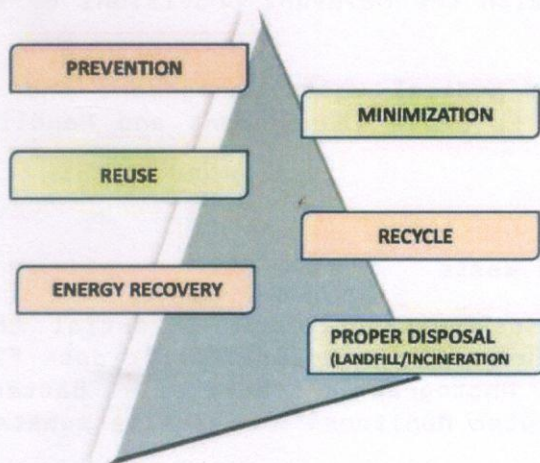 PREVENTION
MINIMIZATION
REUSE
RECYCLE
ENERGY RECOVERY
PROPER DISPOSAL
(LANDFILL/INCINERATION